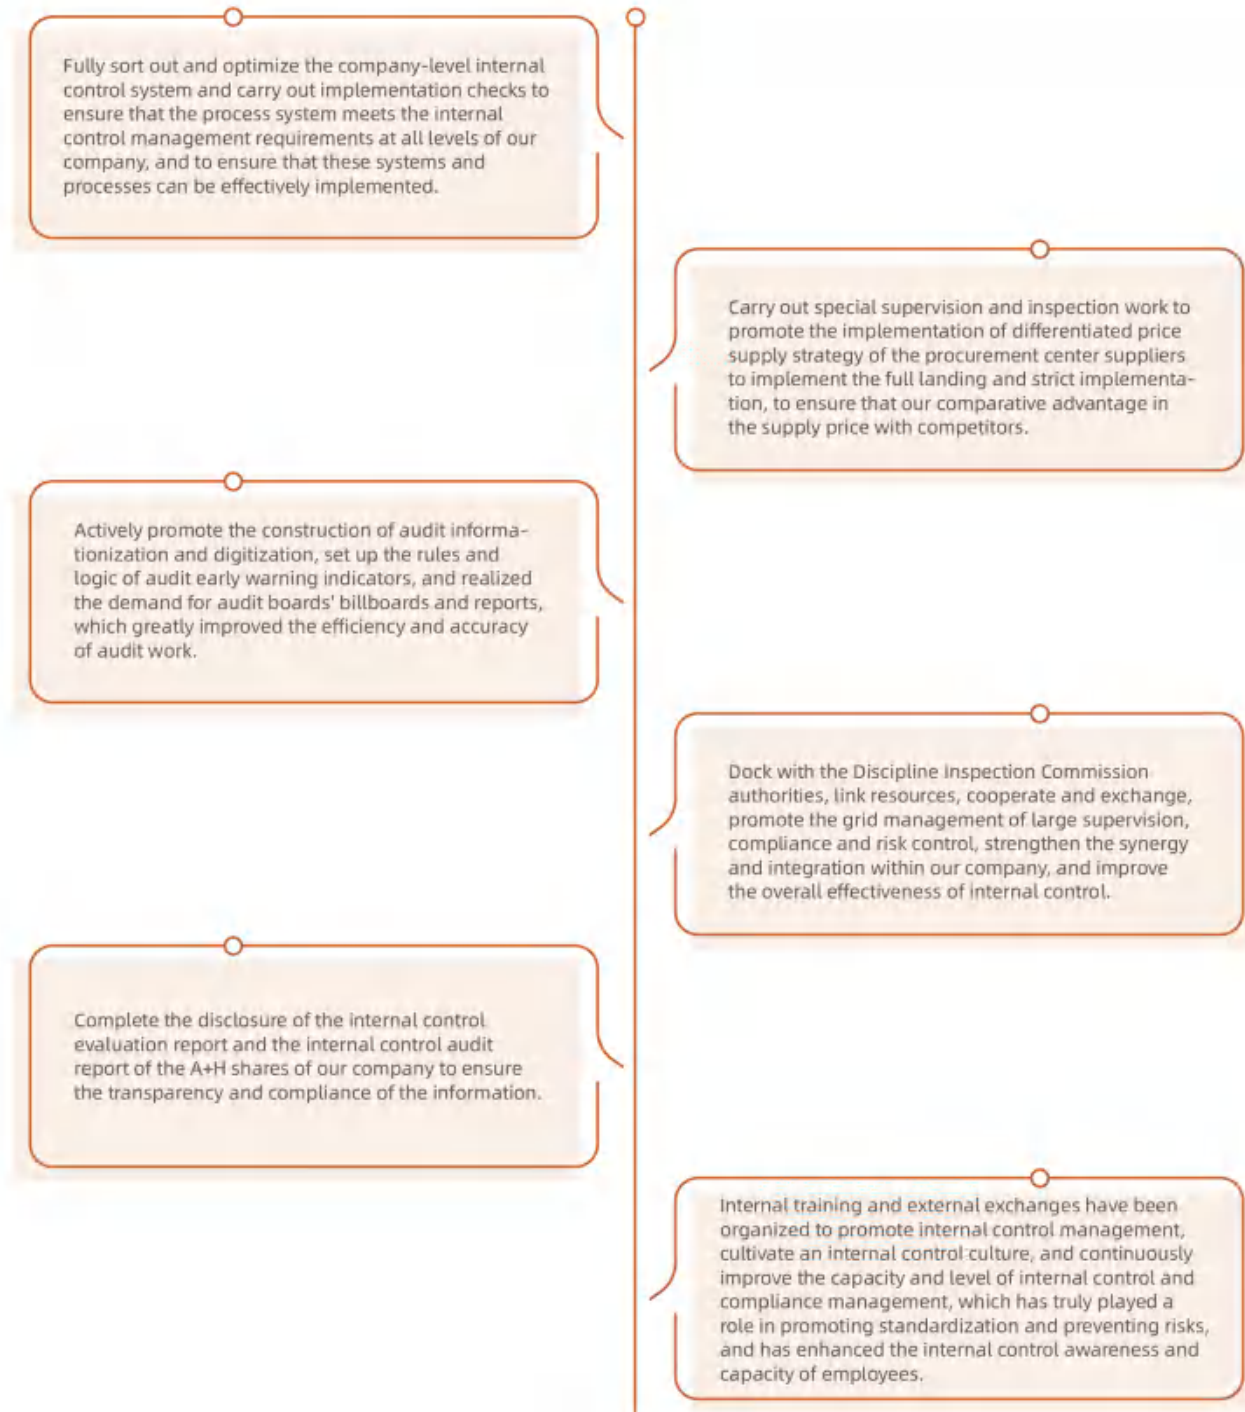 Fully sort out and optimize the company-level internal
control system and carry out implementation checks to
ensure that the process system meets the internal
control management requirements at all levels of our
company, and to ensure that these systems and
processes can be effectively implemented.
Carry out special supervision and inspection work to
promote the implementation of differentiated price
supply strategy of the procurement center suppliers
to implement the full landing and strict implementa-
tion, to ensure that our comparative advantage in
the supply price with competitors.
Actively promote the construction of audit informa-
tionization and digitization, set up the rules and
logic of audit early warning indicators, and realized
the demand for audit boards' billboards and reports,
which greatly improved the efficiency and accuracy
of audit work.
Dock with the Discipline Inspection Commission
authorities, link resources, cooperate and exchange,
promote the grid management of large supervision,
compliance and risk control, strengthen the synergy
and integration within our company, and improve
the overall effectiveness of internal control.
Complete the disclosure of the internal control
evaluation report and the internal control audit
report of the A+H shares of our company to ensure
the transparency and compliance of the information.
Internal training and external exchanges have been
organized to promote internal control management,
cultivate an internal control culture, and continuously
improve the capacity and level of internal control and
compliance management, which has truly played a
role in promoting standardization and preventing risks,
and has enhanced the internal control awareness and
capacity of employees.